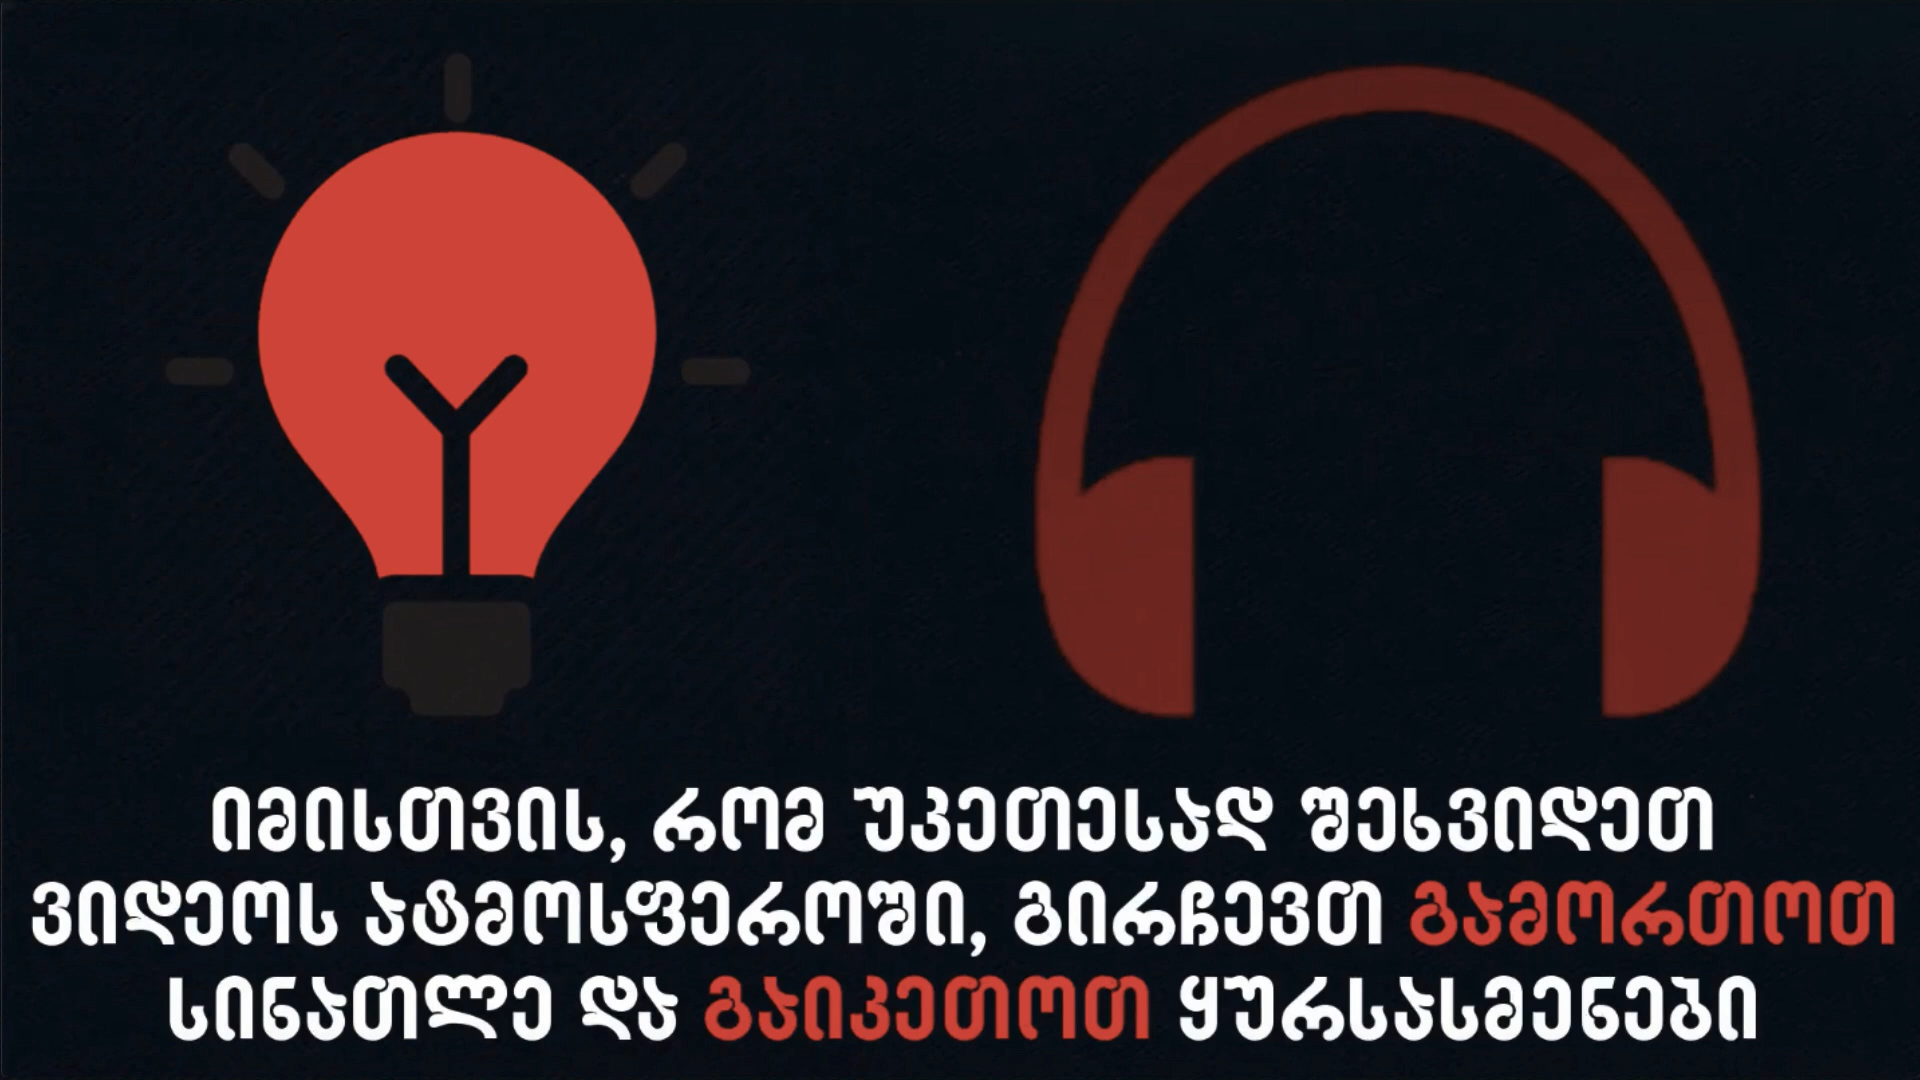 იმისთვის, რომ უკეთესად შეხვიდეთ
ვიდეოს ატმოსფეროში, გირჩევთ გამორთოთ
სინათლე და გაიკეთოთ ყურსასმენები